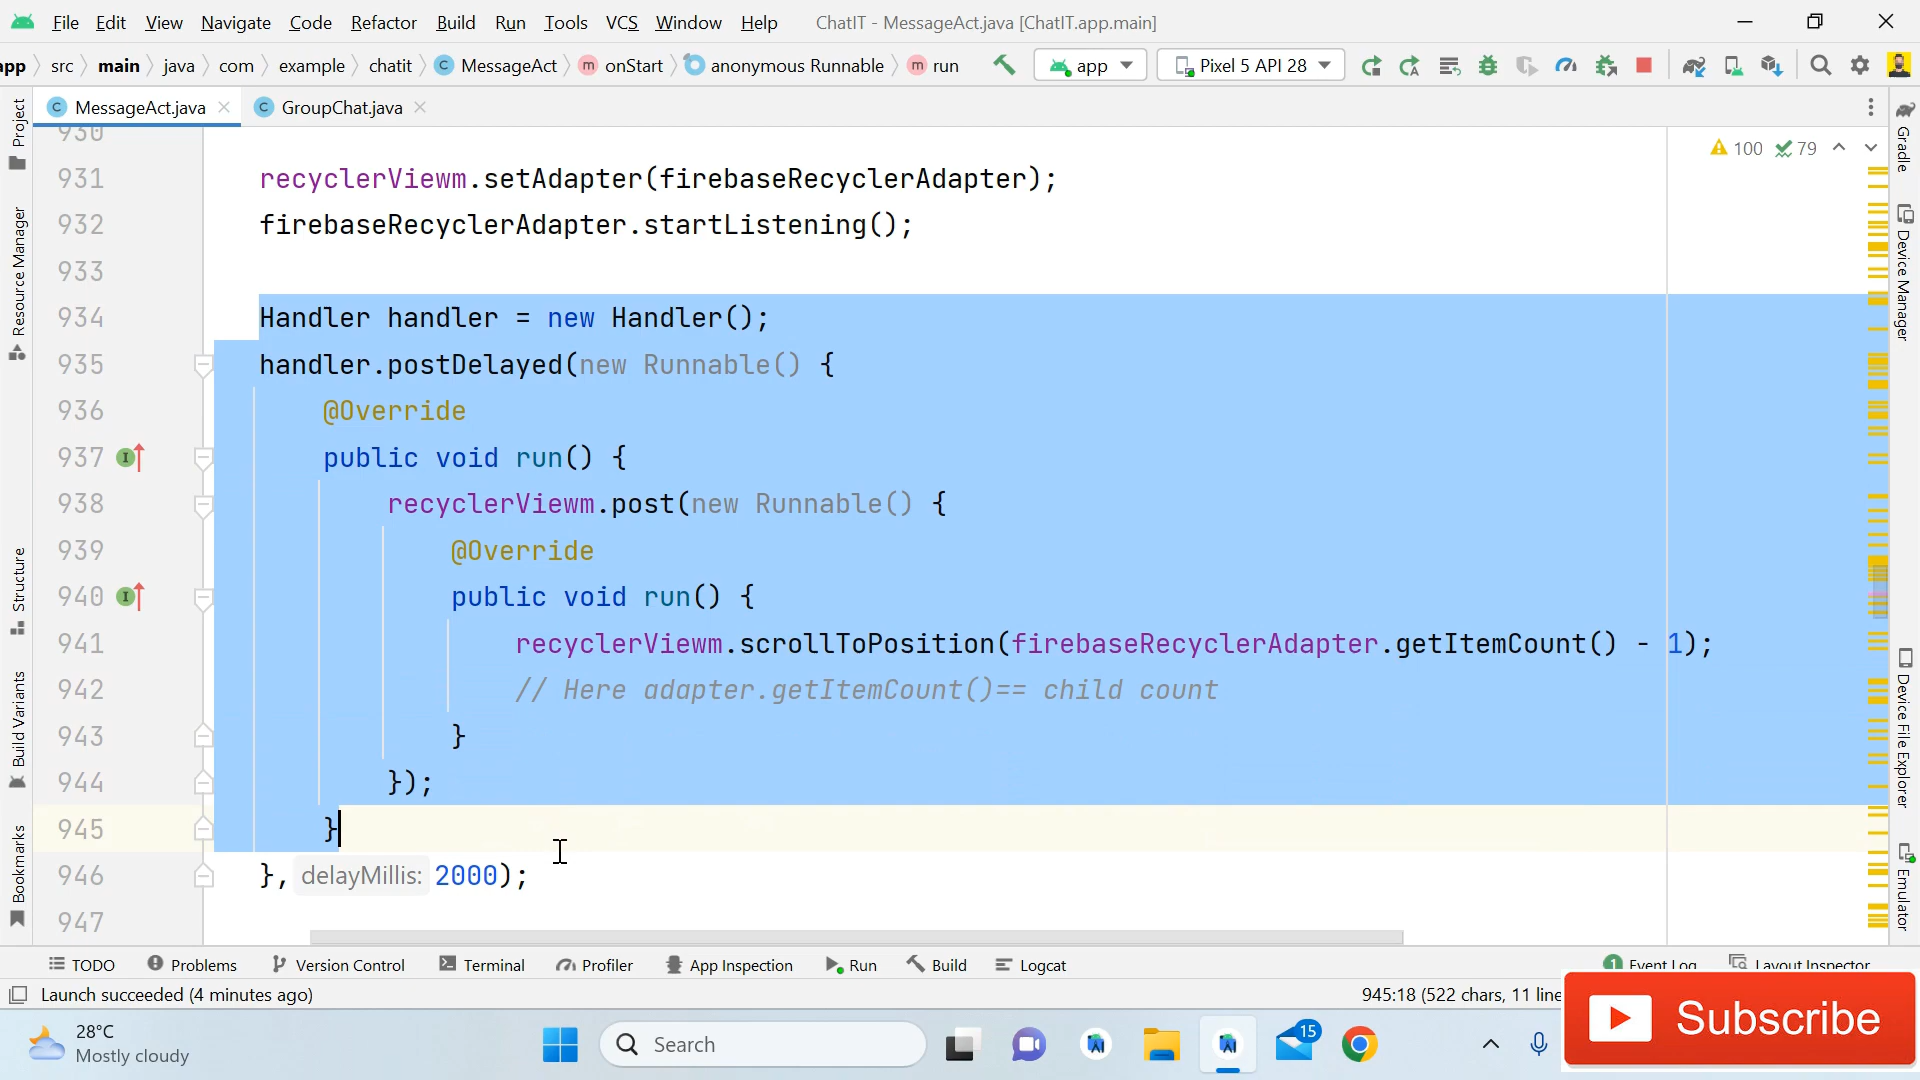 File Edit View Navigate Code Refactor Build Run Tools VCS Window Help ChatIT - MessageAct.java [ChatIT.app.main]
app src main java com example chatit MessageAct onStart anonymous Runnable run app Pixel 5 API 28
MessageAct.java GroupChat.java
930
100 79
931 recyclerViewm.setAdapter(firebaseRecyclerAdapter);
932 firebaseRecyclerAdapter.startListening();
933
934 Handler handler = new Handler();
935 handler.postDelayed(new Runnable() {
936 @Override
937 public void run() {
938 recyclerViewm.post(new Runnable() {
939 @Override
940 public void run() {
941 recyclerViewm.scrollToPosition(firebaseRecyclerAdapter.getItemCount() - 1);
942 // Here adapter.getItemCount()== child count
943 }
944 });
945 }
946 }, delayMillis: 2000);
947
Project
Resource Manager
Structure
Build Variants
Bookmarks
Gradle
Device Manager
Device File Explorer
Emulator
TODO Problems Version Control Terminal Profiler App Inspection Run Build Logcat 1 Event Log Layout Inspector
Launch succeeded (4 minutes ago) 945:18 (522 chars, 11 line
Subscribe
28°C
Mostly cloudy
Search
15